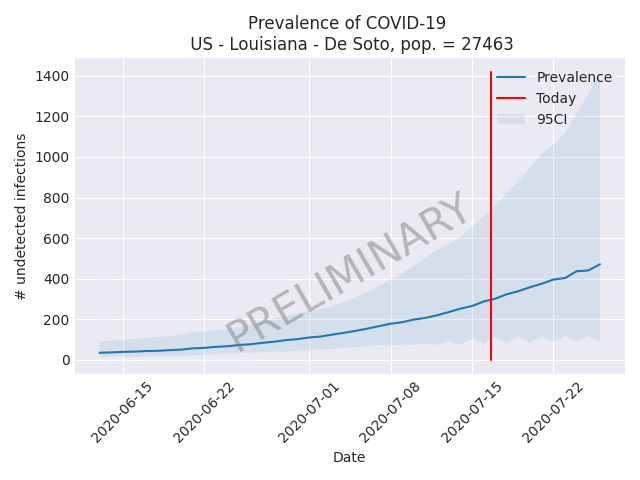 Prevalence of COVID-19
US - Louisiana - De Soto, pop. = 27463
1400
1200
1000
800
600
400
200
0
# undetected infections
Prevalence
Today
95CI
PRELIMINARY
2020-06-15
2020-06-22
2020-07-01
2020-07-08
2020-07-15
2020-07-22
Date